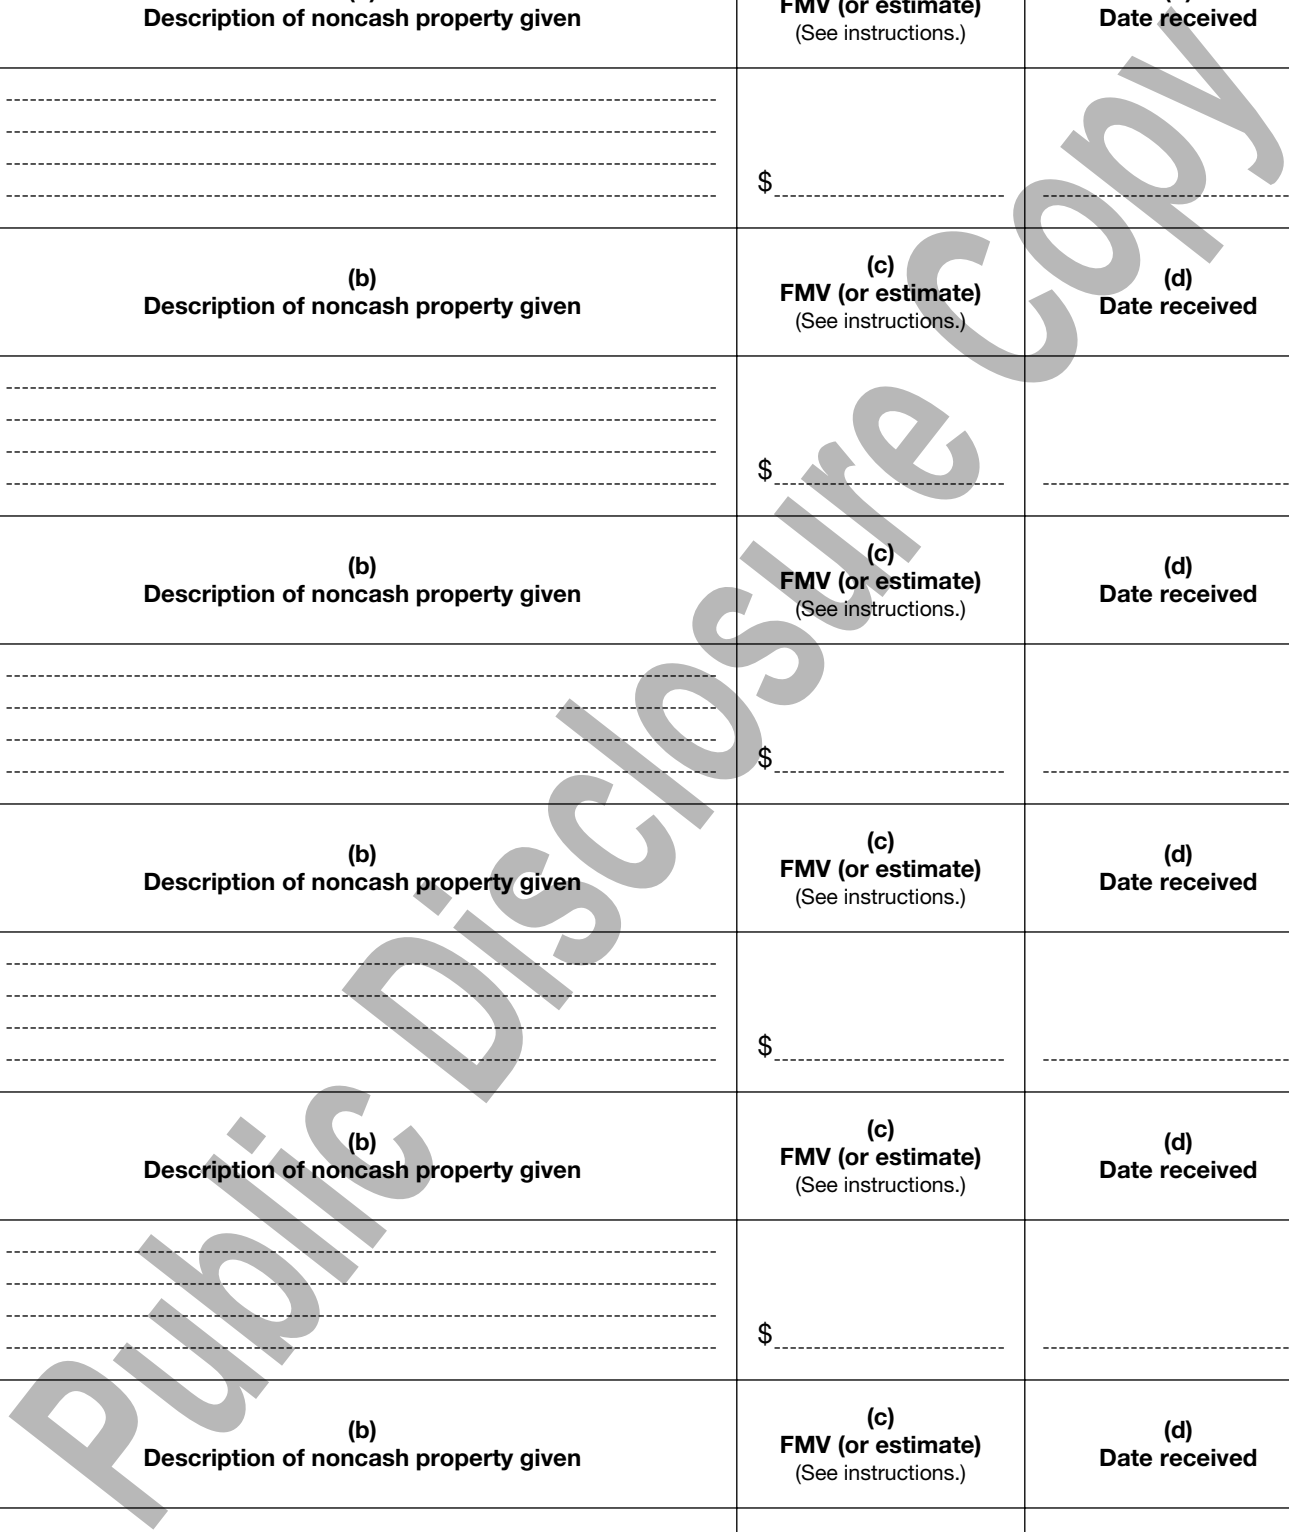 Description of noncash property given
FMV (or estimate)
(See instructions.)
Date received
$
(b)
Description of noncash property given
(c)
FMV (or estimate)
(See instructions.)
(d)
Date received
$
(b)
Description of noncash property given
(c)
FMV (or estimate)
(See instructions.)
(d)
Date received
$
(b)
Description of noncash property given
(c)
FMV (or estimate)
(See instructions.)
(d)
Date received
$
(b)
Description of noncash property given
(c)
FMV (or estimate)
(See instructions.)
(d)
Date received
$
(b)
Description of noncash property given
(c)
FMV (or estimate)
(See instructions.)
(d)
Date received
Public Disclosure Copy